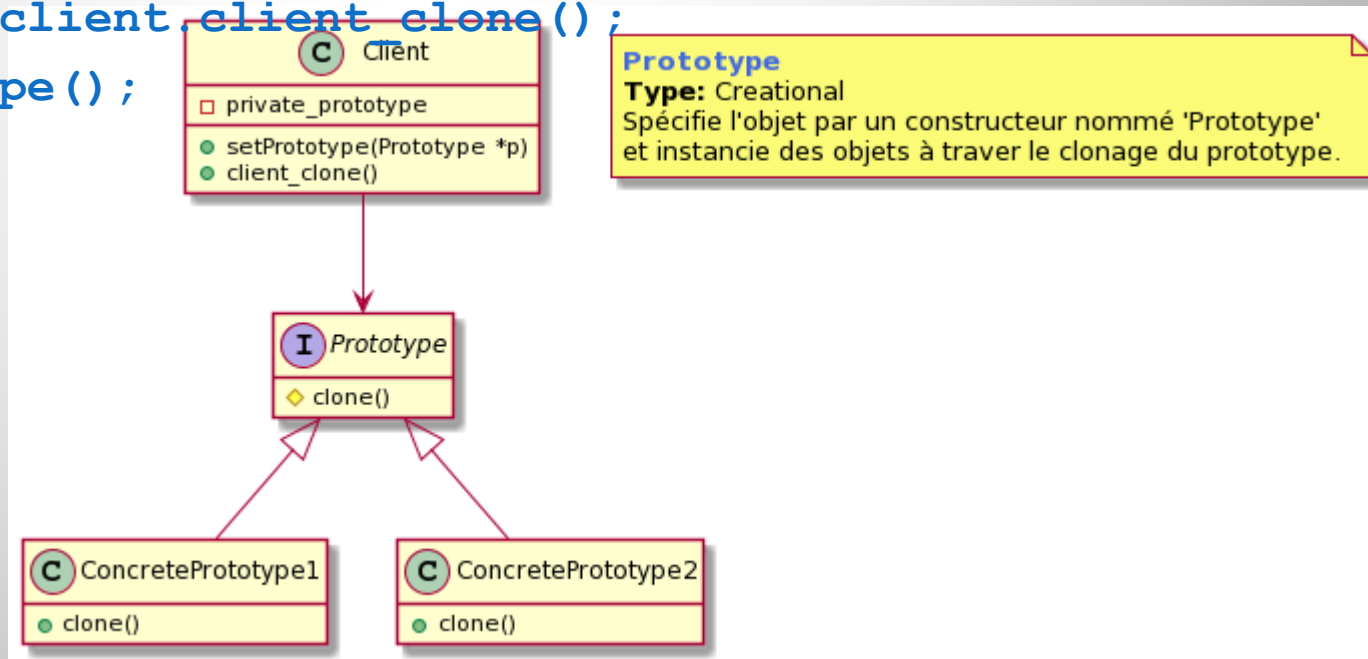 client.client_clone();
pe();
C Client
private_prototype
setPrototype(Prototype *p)
client_clone()
Prototype
Type: Creational
Spécifie l'objet par un constructeur nommé 'Prototype'
et instancie des objets à traver le clonage du prototype.
I Prototype
clone()
C ConcretePrototype1
clone()
C ConcretePrototype2
clone()